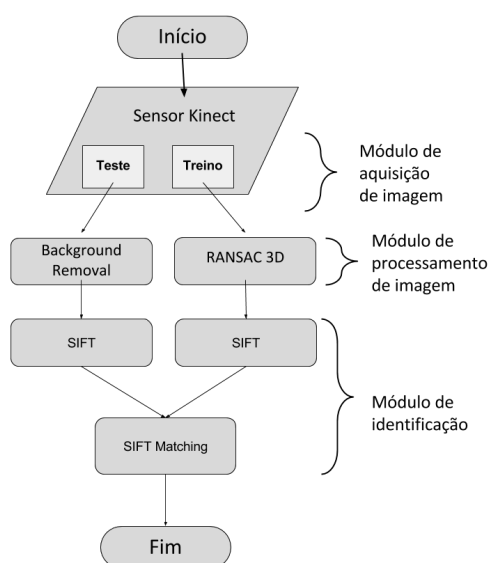 Início
Sensor Kinect
Teste
Treino
Módulo de
aquisição
de imagem
Background
Removal
RANSAC 3D
Módulo de
processamento
de imagem
SIFT
SIFT
Módulo de
identificação
SIFT Matching
Fim